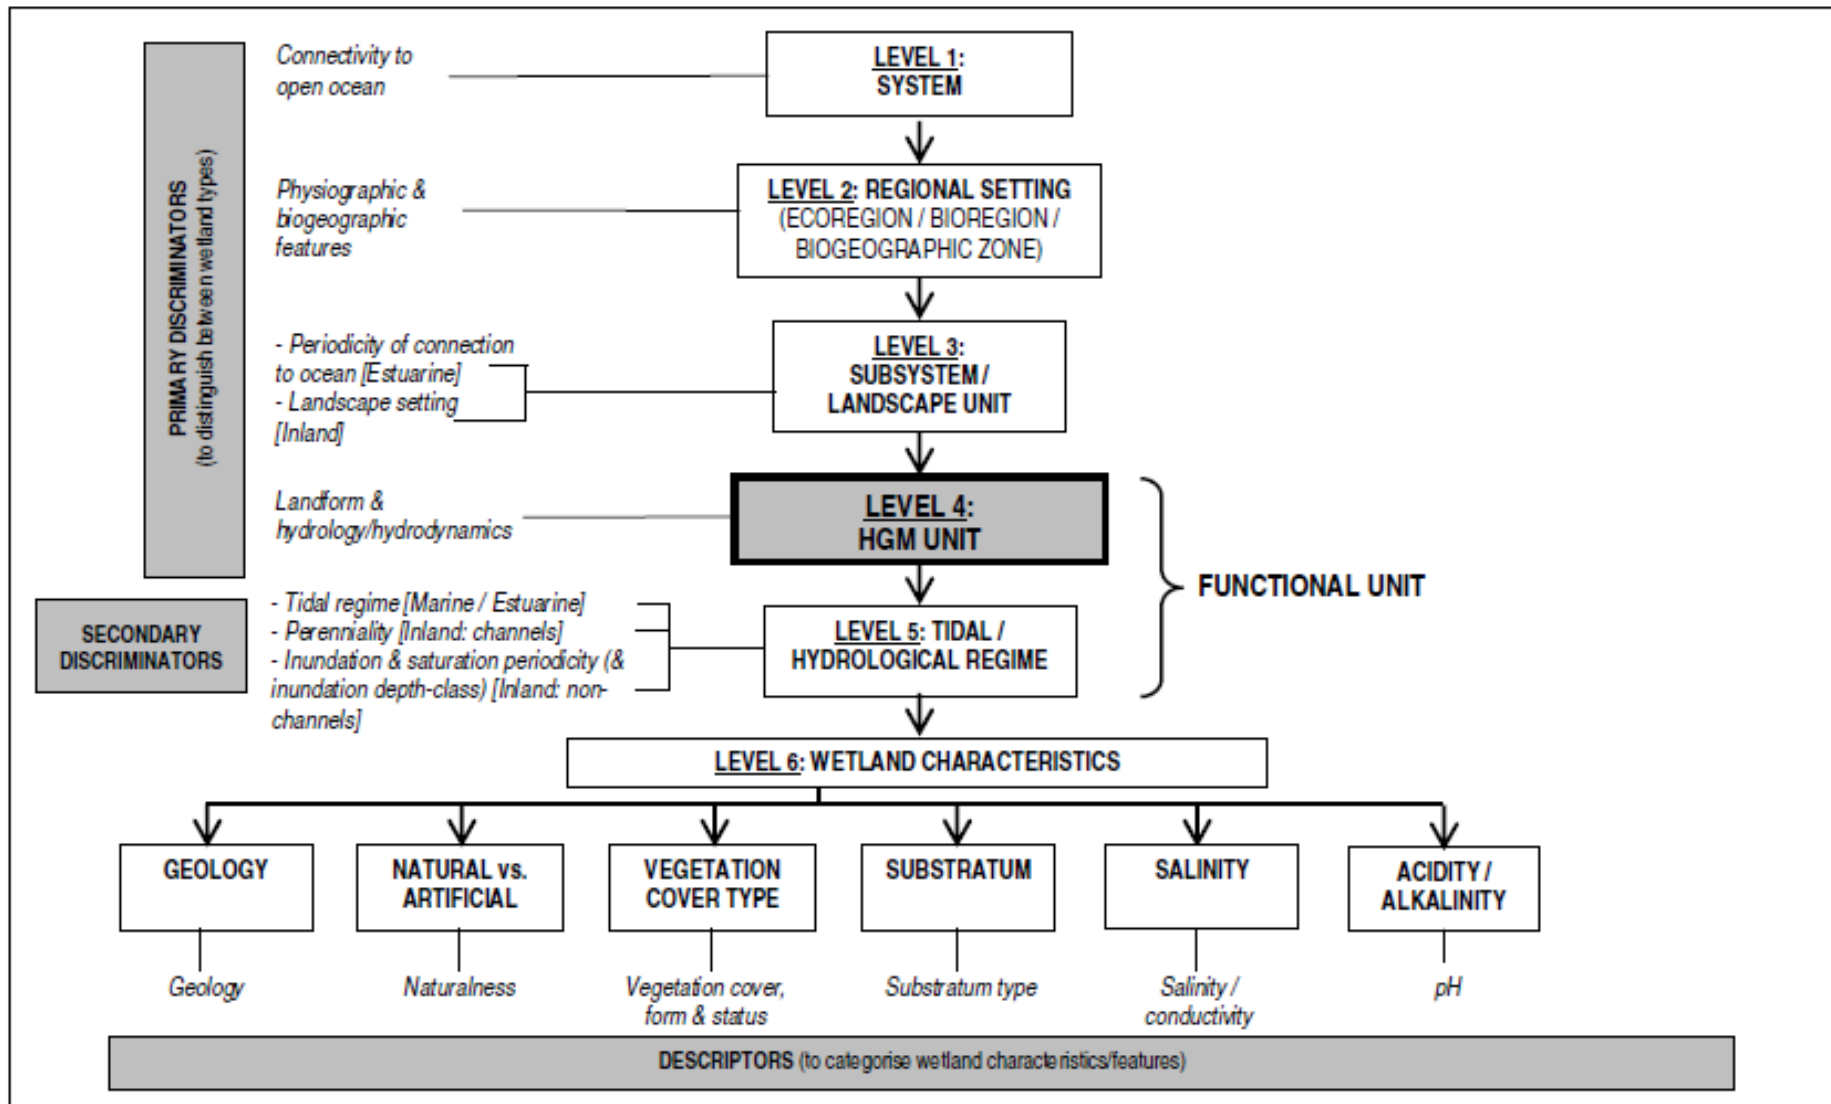 PRIMARY DISCRIMINATORS
(to distinguish between wetland types)
Connectivity to
open ocean
LEVEL 1:
SYSTEM
Physiographic &
biogeographic
features
LEVEL 2: REGIONAL SETTING
(ECOREGION / BIOREGION /
BIOGEOGRAPHIC ZONE)
- Periodicity of connection
to ocean [Estuarine]
- Landscape setting
[Inland]
LEVEL 3:
SUBSYSTEM /
LANDSCAPE UNIT
Landform &
hydrology/hydrodynamics
LEVEL 4:
HGM UNIT
FUNCTIONAL UNIT
SECONDARY
DISCRIMINATORS
- Tidal regime [Marine / Estuarine]
- Perenniality [Inland: channels]
- Inundation & saturation periodicity (&
inundation depth-class) [Inland: non-
channels]
LEVEL 5: TIDAL /
HYDROLOGICAL REGIME
LEVEL 6: WETLAND CHARACTERISTICS
GEOLOGY
NATURAL vs.
ARTIFICIAL
VEGETATION
COVER TYPE
SUBSTRATUM
SALINITY
ACIDITY /
ALKALINITY
Geology
Naturalness
Vegetation cover,
form & status
Substratum type
Salinity /
conductivity
pH
DESCRIPTORS (to categorise wetland characteristics/features)